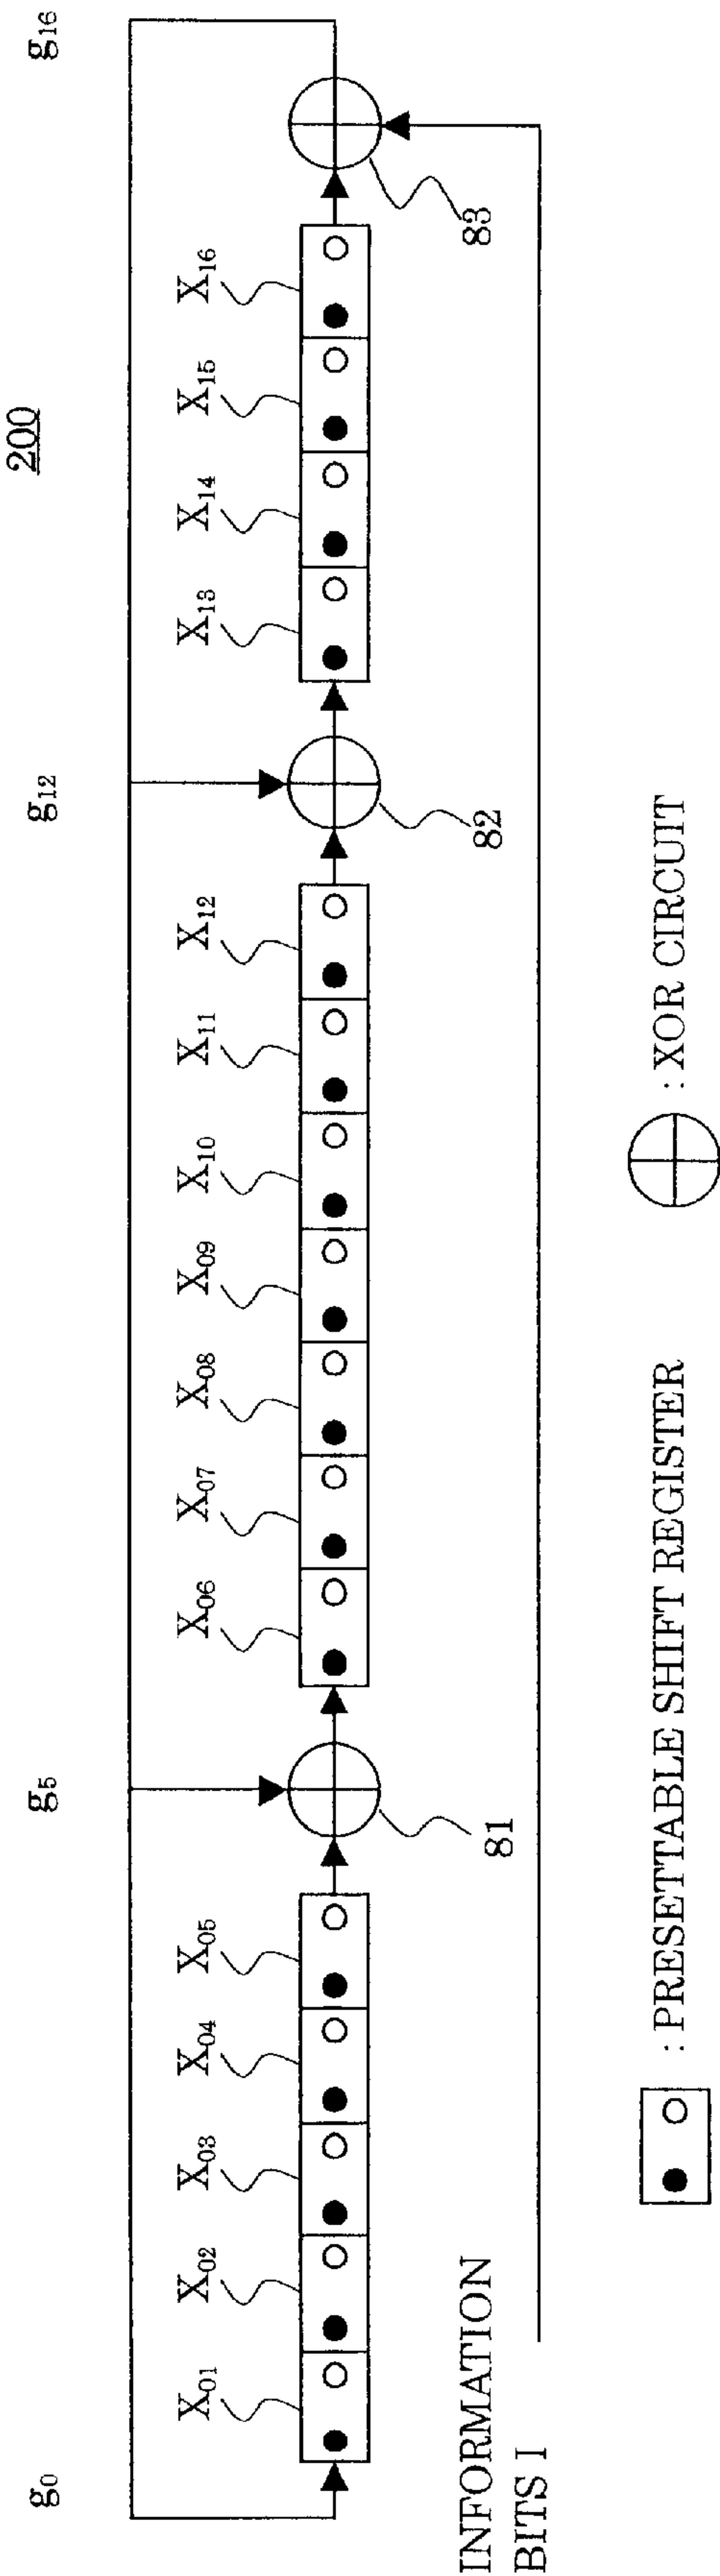 200
g₀ g₅ g₁₂ g₁₆
X₀₁ X₀₂ X₀₃ X₀₄ X₀₅ X₀₆ X₀₇ X₀₈ X₀₉ X₁₀ X₁₁ X₁₂ X₁₃ X₁₄ X₁₅ X₁₆
81 82 83
INFORMATION
BITS I
: PRESETTABLE SHIFT REGISTER
: XOR CIRCUIT